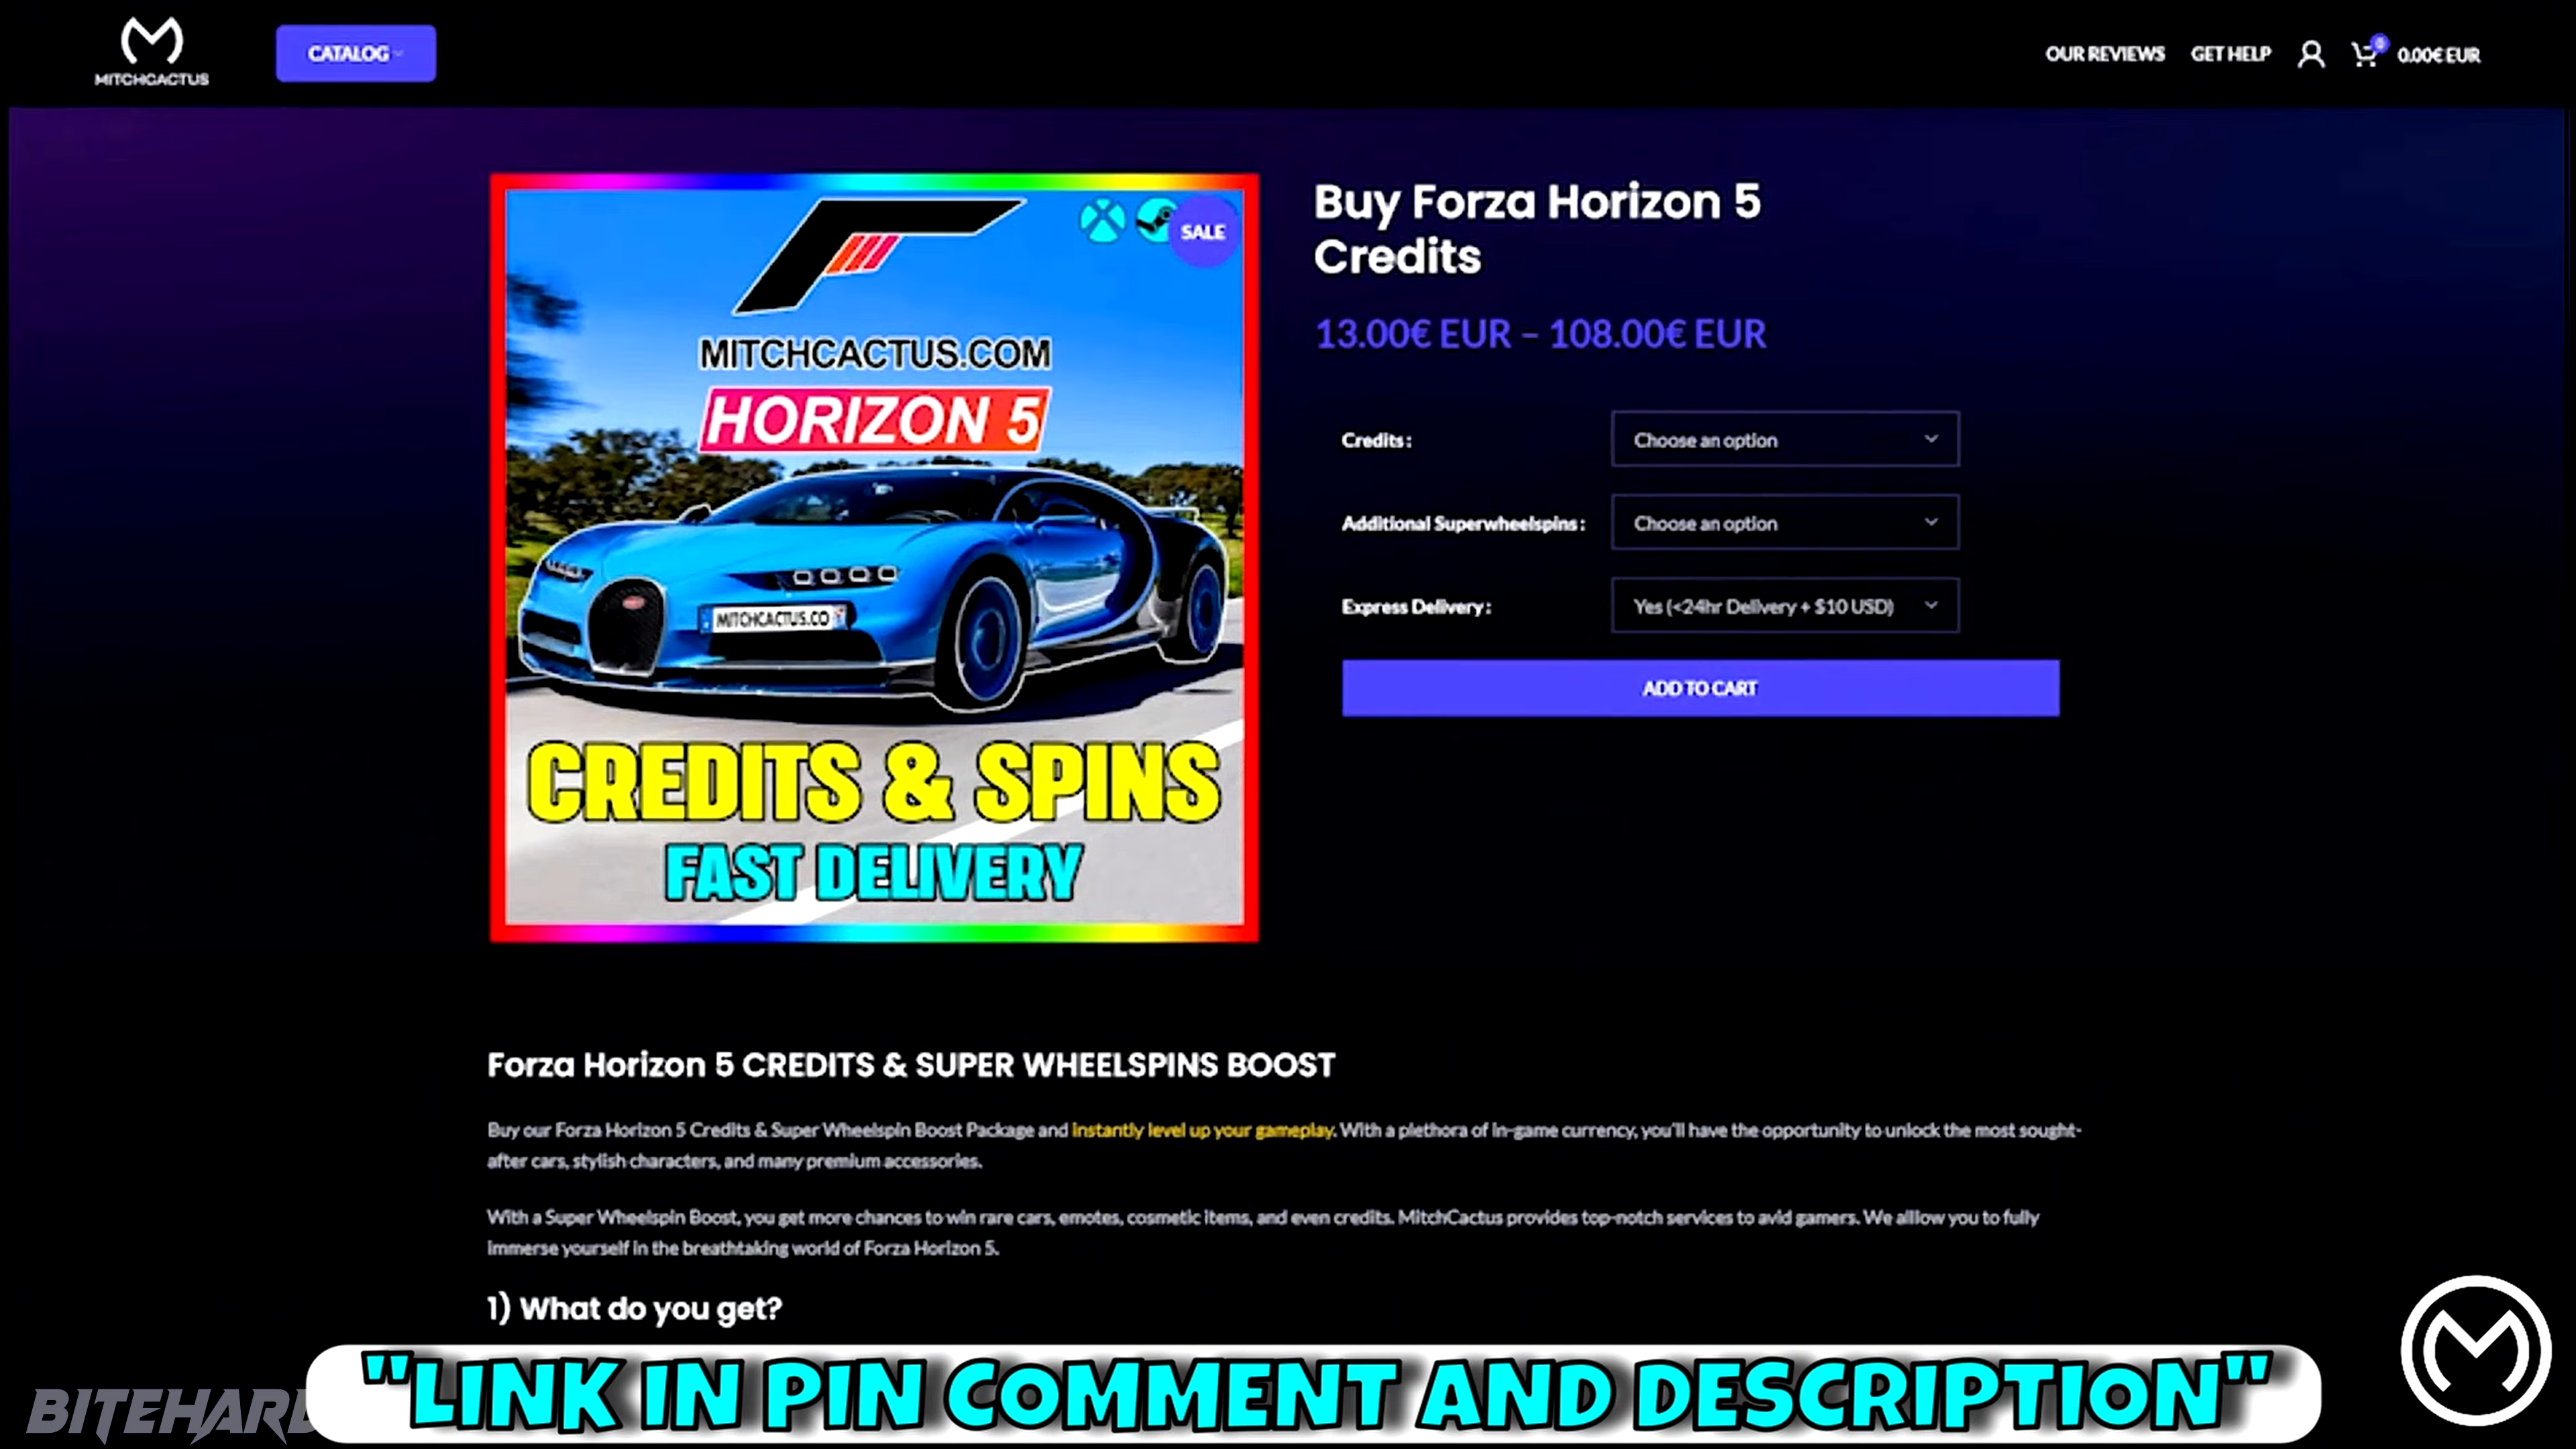 MITCHCACTUS
CATALOG
OUR REVIEWS
GET HELP
0
0.00€ EUR
SALE
MITCHCACTUS.COM
HORIZON 5
MITCHCACTUS.CO
CREDITS & SPINS
FAST DELIVERY
Buy Forza Horizon 5
Credits
13.00€ EUR – 108.00€ EUR
Credits: Choose an option
Additional Superwheelspins: Choose an option
Express Delivery: Yes (<24hr Delivery + $10 USD)
ADD TO CART
Forza Horizon 5 CREDITS & SUPER WHEELSPINS BOOST
Buy our Forza Horizon 5 Credits & Super Wheelspin Boost Package and instantly level up your gameplay. With a plethora of in-game currency, you'll have the opportunity to unlock the most sought-
after cars, stylish characters, and many premium accessories.
With a Super Wheelspin Boost, you get more chances to win rare cars, emotes, cosmetic items, and even credits. MitchCactus provides top-notch services to avid gamers. We alllow you to fully
immerse yourself in the breathtaking world of Forza Horizon 5.
1) What do you get?
"LINK IN PIN COMMENT AND DESCRIPTION"
BITEHARD